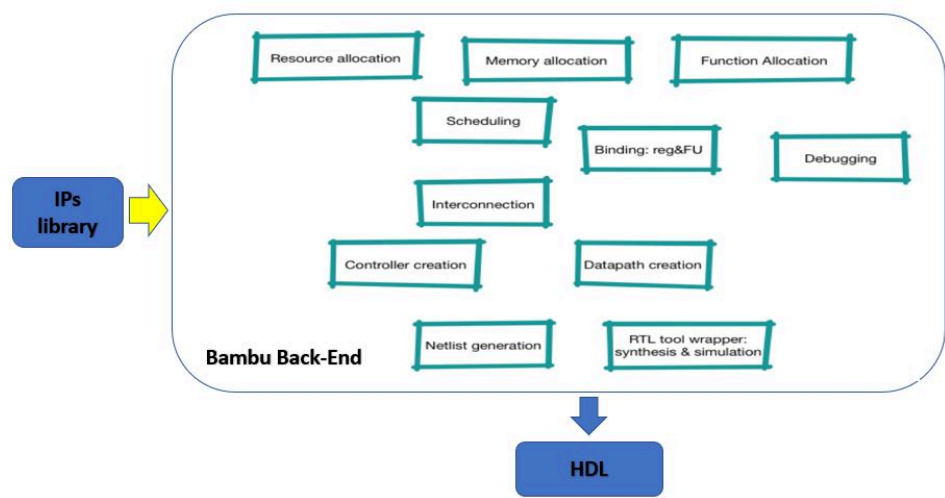 Resource allocation
Memory allocation
Function Allocation
Scheduling
Binding: reg&FU
Debugging
IPs
library
Interconnection
Controller creation
Datapath creation
Bambu Back-End
Netlist generation
RTL tool wrapper:
synthesis & simulation
HDL